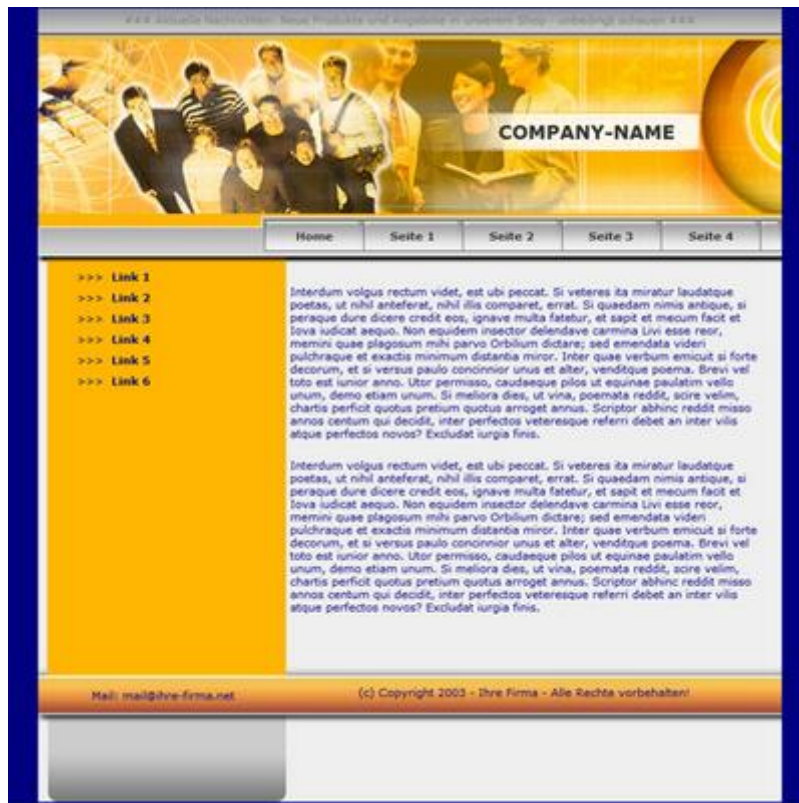 ### Aktuelle Nachrichten: Neue Produkte und Angebote in unserem Shop - unbedingt schauen ###
COMPANY-NAME
Home Seite 1 Seite 2 Seite 3 Seite 4
>>> Link 1
>>> Link 2
>>> Link 3
>>> Link 4
>>> Link 5
>>> Link 6
Interdum volgus rectum videt, est ubi peccat. Si veteres ita miratur laudatque
poetas, ut nihil anteferat, nihil illis comparet, errat. Si quaedam nimis antique, si
peraque dure dicere credit eos, ignave multa fatetur, et sapit et mecum facit et
Iova iudicat aequo. Non equidem insector delendave carmina Livi esse reor,
memini quae plagosum mihi parvo Orbilium dictare; sed emendata videri
pulchraque et exactis minimum distantia miror. Inter quae verbum emicuit si forte
decorum, et si versus paulo concinnior unus et alter, venditque poema. Brevi vel
toto est iunior anno. Utor permisso, caudaeque pilos ut equinae paulatim vello
unum, demo etiam unum. Si meliora dies, ut vina, poemata reddit, scire velim,
chartis perficit quotus pretium quotus arroget annus. Scriptor abhinc reddit misso
annos centum qui decidit, inter perfectos veteresque referri debet an inter vilis
atque perfectos novos? Excludat iurgia finis.
Interdum volgus rectum videt, est ubi peccat. Si veteres ita miratur laudatque
poetas, ut nihil anteferat, nihil illis comparet, errat. Si quaedam nimis antique, si
peraque dure dicere credit eos, ignave multa fatetur, et sapit et mecum facit et
Iova iudicat aequo. Non equidem insector delendave carmina Livi esse reor,
memini quae plagosum mihi parvo Orbilium dictare; sed emendata videri
pulchraque et exactis minimum distantia miror. Inter quae verbum emicuit si forte
decorum, et si versus paulo concinnior unus et alter, venditque poema. Brevi vel
toto est iunior anno. Utor permisso, caudaeque pilos ut equinae paulatim vello
unum, demo etiam unum. Si meliora dies, ut vina, poemata reddit, scire velim,
chartis perficit quotus pretium quotus arroget annus. Scriptor abhinc reddit misso
annos centum qui decidit, inter perfectos veteresque referri debet an inter vilis
atque perfectos novos? Excludat iurgia finis.
Mail: mail@ihre-firma.net (c) Copyright 2003 - Ihre Firma - Alle Rechte vorbehalten!